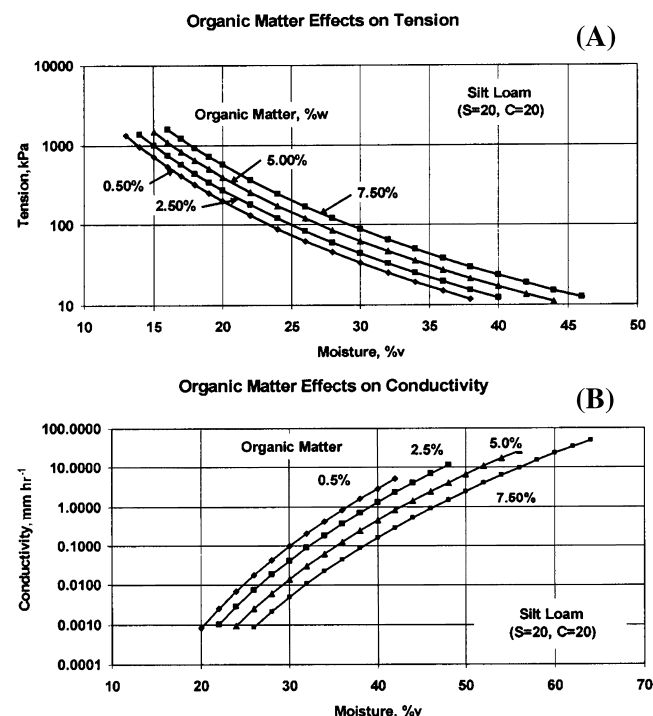 Organic Matter Effects on Tension
(A)
10000
1000
100
10
Tension, kPa
Organic Matter, %w
Silt Loam
(S=20, C=20)
0.50%
2.50%
5.00%
7.50%
10 15 20 25 30 35 40 45 50
Moisture, %v
Organic Matter Effects on Conductivity
(B)
100.0000
10.0000
1.0000
0.1000
0.0100
0.0010
0.0001
Conductivity, mm hr⁻¹
Organic Matter
0.5%
2.5%
5.0%
7.50%
Silt Loam
(S=20, C=20)
10 20 30 40 50 60 70
Moisture, %v